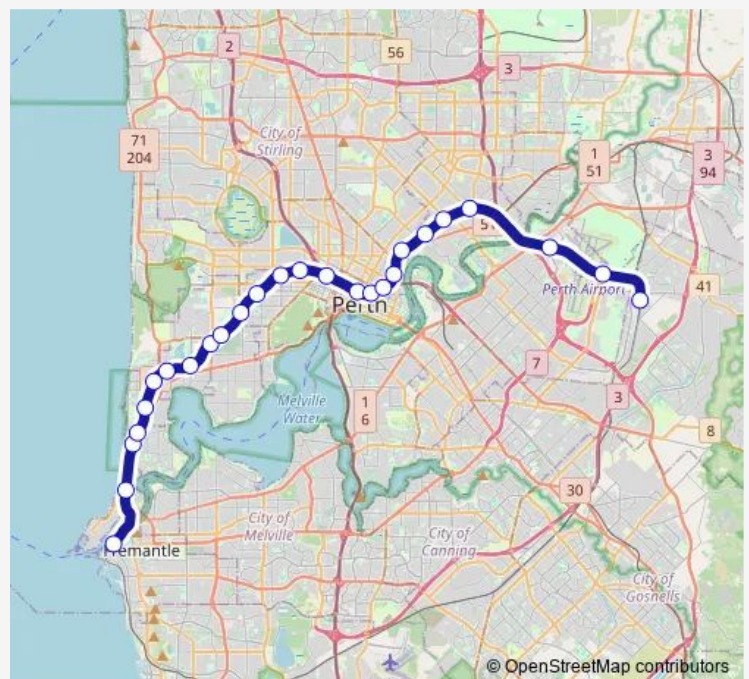 2
56
3
71
204
City of
Stirling
1
51
3
94
Perth Airport
41
Perth
7
Melville
Water
1
6
3
8
30
City of
Melville
City of
Canning
Fremantle
City of
Gosnells
© OpenStreetMap contributors